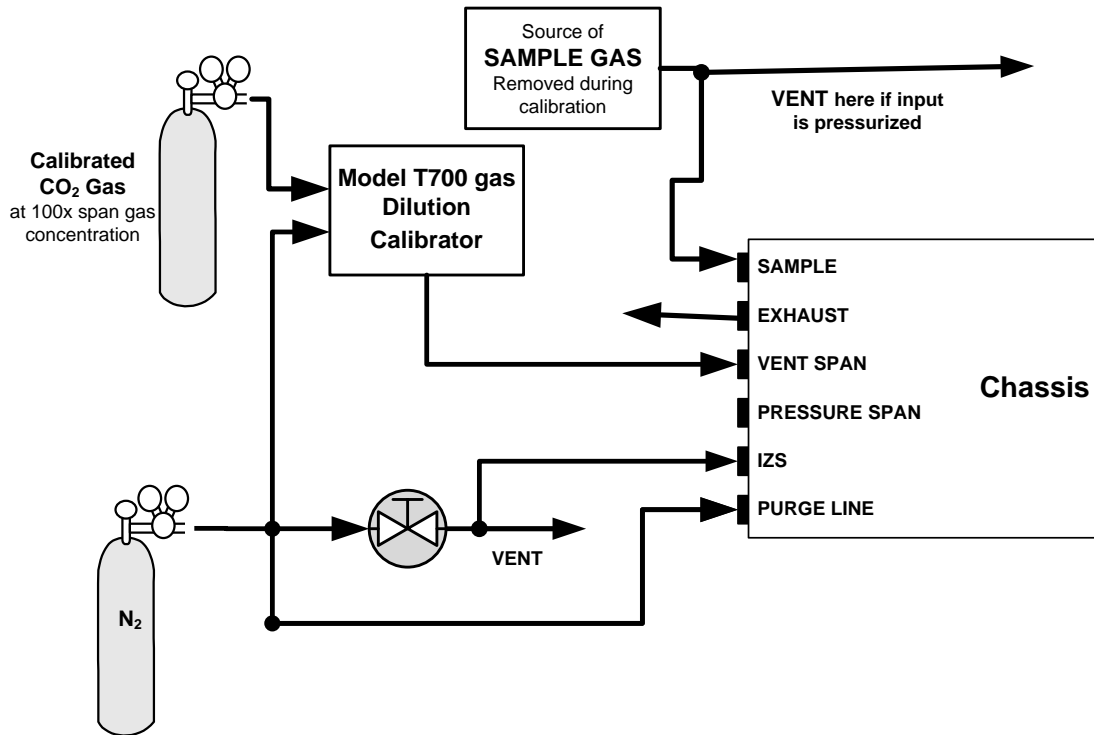 Source of
SAMPLE GAS
Removed during
calibration
VENT here if input
is pressurized
Calibrated
CO₂ Gas
at 100x span gas
concentration
Model T700 gas
Dilution
Calibrator
SAMPLE
EXHAUST
VENT SPAN
PRESSURE SPAN
IZS
PURGE LINE
Chassis
VENT
N₂